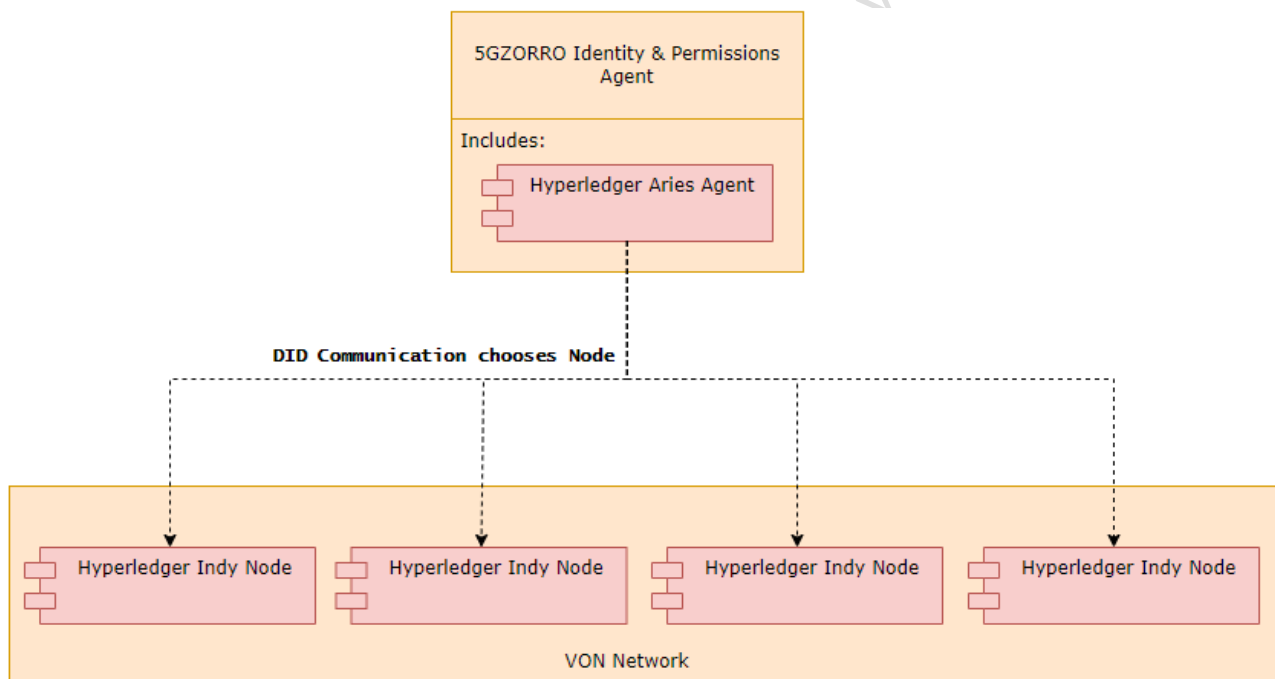 5GZORRO Identity & Permissions
Agent
Includes:
Hyperledger Aries Agent
DID Communication chooses Node
Hyperledger Indy Node
Hyperledger Indy Node
Hyperledger Indy Node
Hyperledger Indy Node
VON Network